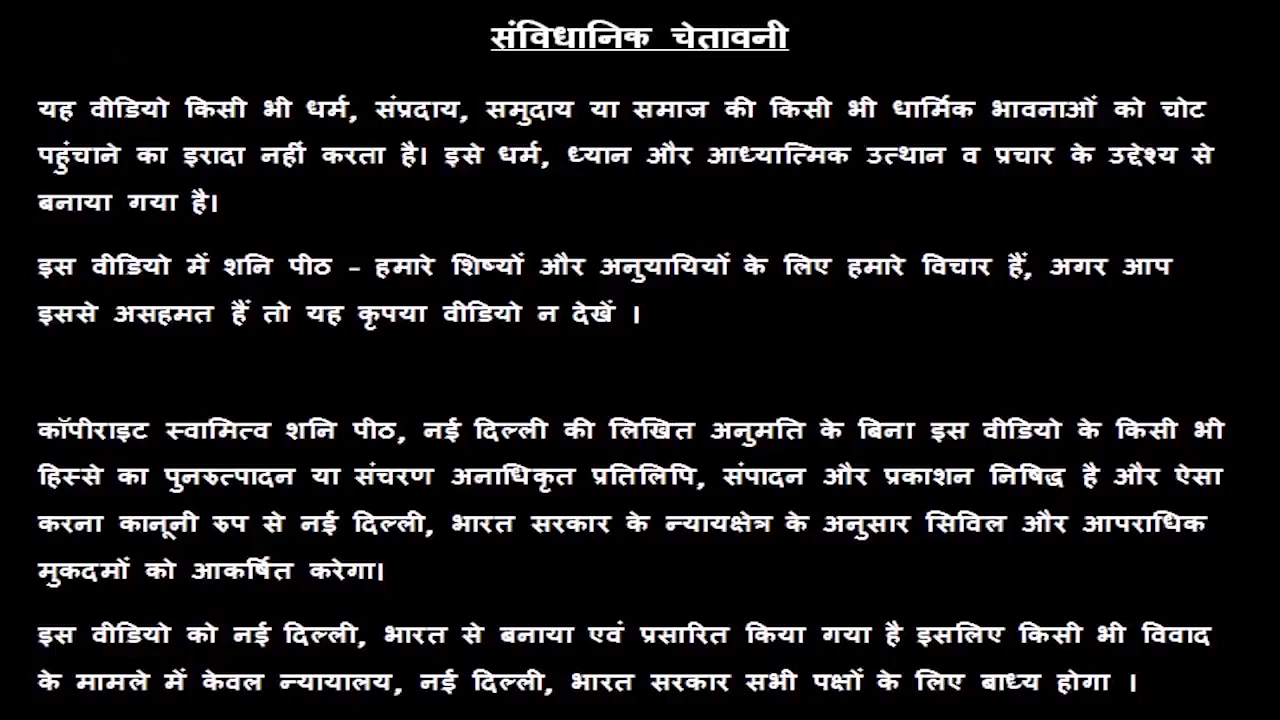 संविधानिक चेतावनी
यह वीडियो किसी भी धर्म, संप्रदाय, समुदाय या समाज की किसी भी धार्मिक भावनाओं को चोट
पहुंचाने का इरादा नहीं करता है। इसे धर्म, ध्यान और आध्यात्मिक उत्थान व प्रचार के उद्देश्य से
बनाया गया है।
इस वीडियो में शनि पीठ – हमारे शिष्यों और अनुयायियों के लिए हमारे विचार हैं, अगर आप
इससे असहमत हैं तो यह कृपया वीडियो न देखें ।
कॉपीराइट स्वामित्व शनि पीठ, नई दिल्ली की लिखित अनुमति के बिना इस वीडियो के किसी भी
हिस्से का पुनरुत्पादन या संचरण अनाधिकृत प्रतिलिपि, संपादन और प्रकाशन निषिद्ध है और ऐसा
करना कानूनी रुप से नई दिल्ली, भारत सरकार के न्यायक्षेत्र के अनुसार सिविल और आपराधिक
मुकदमों को आकर्षित करेगा।
इस वीडियो को नई दिल्ली, भारत से बनाया एवं प्रसारित किया गया है इसलिए किसी भी विवाद
के मामले में केवल न्यायालय, नई दिल्ली, भारत सरकार सभी पक्षों के लिए बाध्य होगा ।